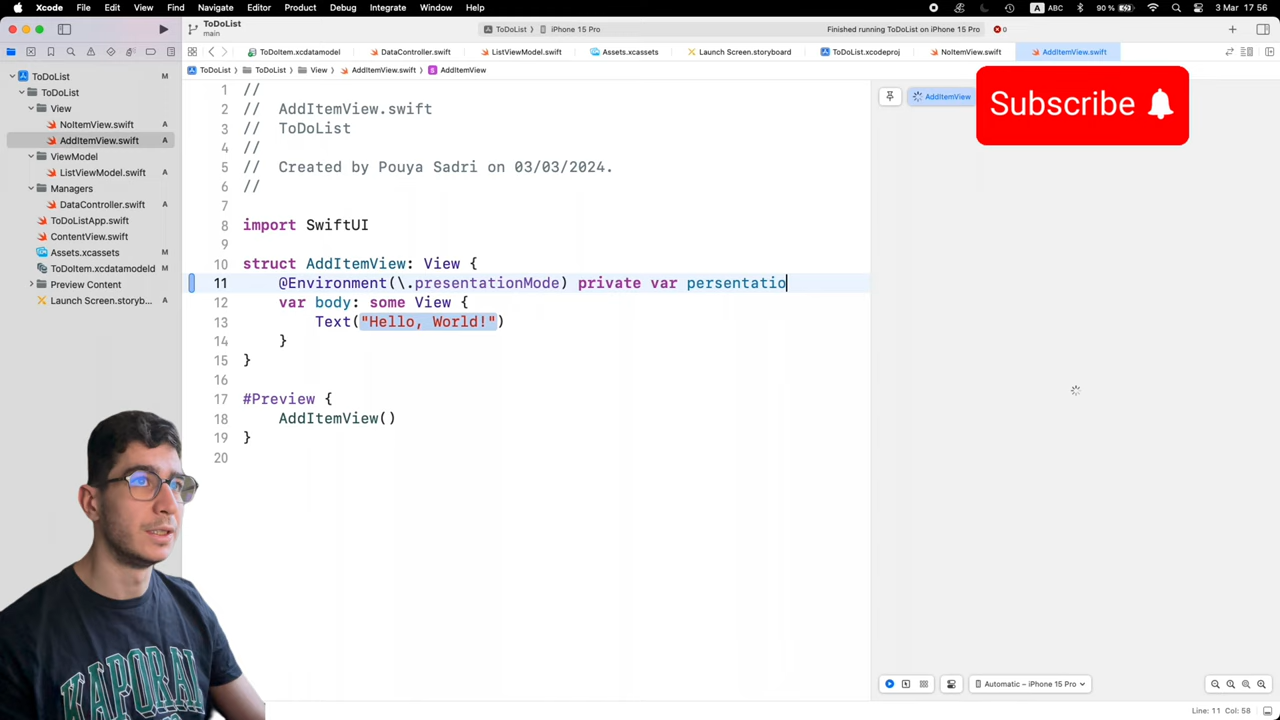 Xcode File Edit View Find Navigate Editor Product Debug Integrate Window Help
A ABC 90 % 3 Mar 17
ToDoList
main
ToDoList iPhone 15 Pro
Finished running ToDoList on iPhone 15 Pro 0
ToDoItem.xcdatamodel DataController.swift ListViewModel.swift Assets.xcassets Launch Screen.storyboard ToDoList.xcodeproj NoItemView.swift AddItemView.swift
ToDoList ToDoList View AddItemView.swift AddItemView
ToDoList M
ToDoList
View
NoItemView.swift A
AddItemView.swift A
ViewModel
ListViewModel.swift A
Managers
DataController.swift A
ToDoListApp.swift A
ContentView.swift A
Assets.xcassets M
ToDoItem.xcdatamodeld M
Preview Content
Launch Screen.storyb... A
1 //
2 // AddItemView.swift
3 // ToDoList
4 //
5 // Created by Pouya Sadri on 03/03/2024.
6 //
7
8 import SwiftUI
9
10 struct AddItemView: View {
11 @Environment(\.presentationMode) private var persentatio
12 var body: some View {
13 Text("Hello, World!")
14 }
15 }
16
17 #Preview {
18 AddItemView()
19 }
20
AddItemView
Subscribe
Automatic – iPhone 15 Pro
Line: 11 Col: 58
KAPORAL